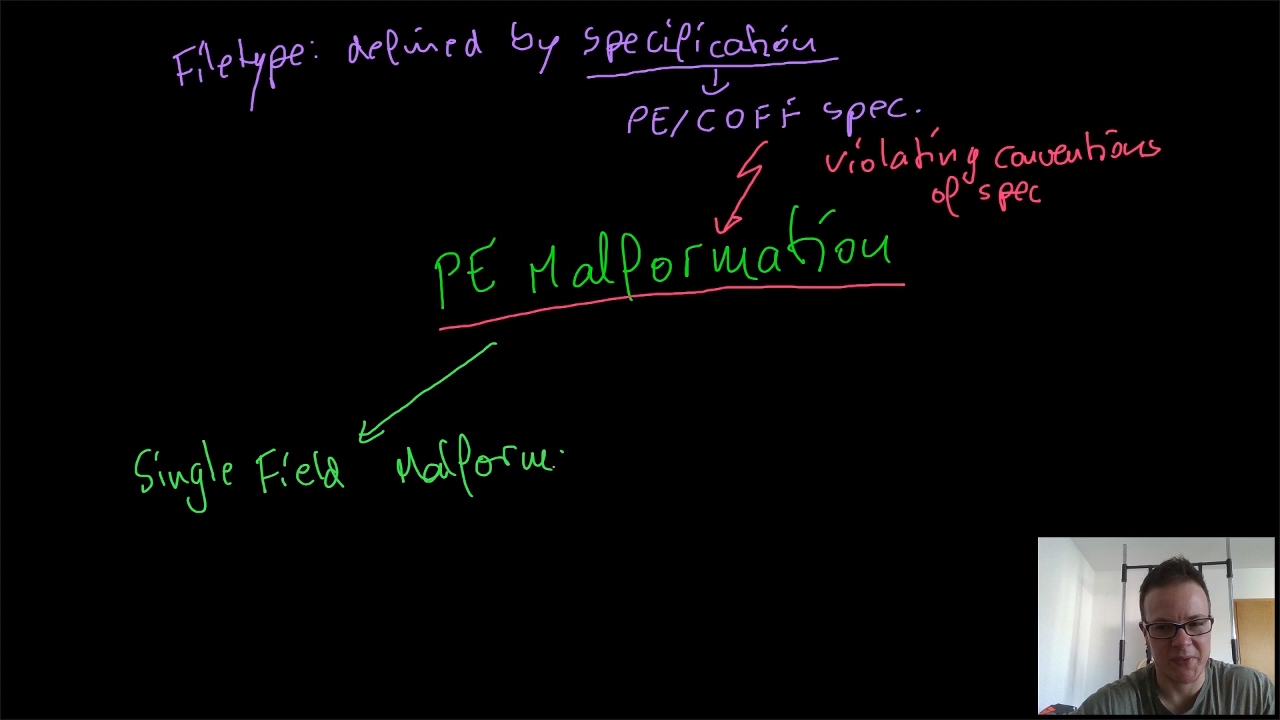 Filetype: defined by specification
PE/COFF spec.
violating conventions
of spec
PE Malformation
Single Field Malform.